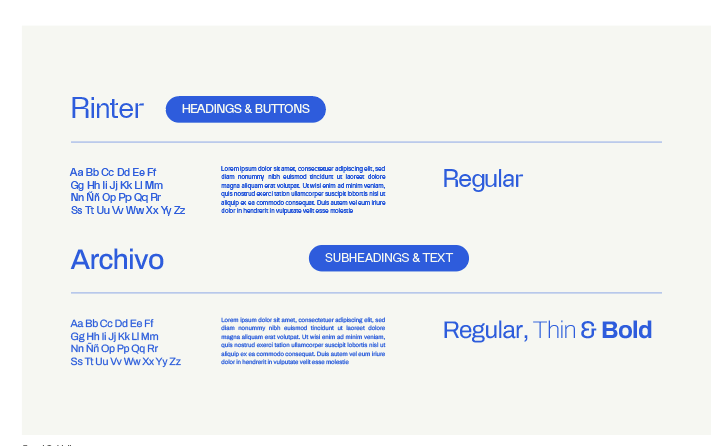 Rinter
HEADINGS & BUTTONS
Aa Bb Cc Dd Ee Ff
Gg Hh Ii Jj Kk Ll Mm
Nn Ññ Op Pp Qq Rr
Ss Tt Uu Vv Ww Xx Yy Zz
Lorem ipsum dolor sit amet, consectetuer adipiscing elit, sed
diam nonummy nibh euismod tincidunt ut laoreet dolore
magna aliquam erat volutpat. Ut wisi enim ad minim veniam,
quis nostrud exerci tation ullamcorper suscipit lobortis nisl ut
aliquip ex ea commodo consequat. Duis autem vel eum iriure
dolor in hendrerit in vulputate velit esse molestie
Regular
Archivo
SUBHEADINGS & TEXT
Aa Bb Cc Dd Ee Ff
Gg Hh Ii Jj Kk Ll Mm
Nn Ññ Op Pp Qq Rr
Ss Tt Uu Vv Ww Xx Yy Zz
Lorem ipsum dolor sit amet, consectetuer adipiscing elit, sed
diam nonummy nibh euismod tincidunt ut laoreet dolore
magna aliquam erat volutpat. Ut wisi enim ad minim veniam,
quis nostrud exerci tation ullamcorper suscipit lobortis nisl ut
aliquip ex ea commodo consequat. Duis autem vel eum iriure
dolor in hendrerit in vulputate velit esse molestie
Regular, Thin & Bold